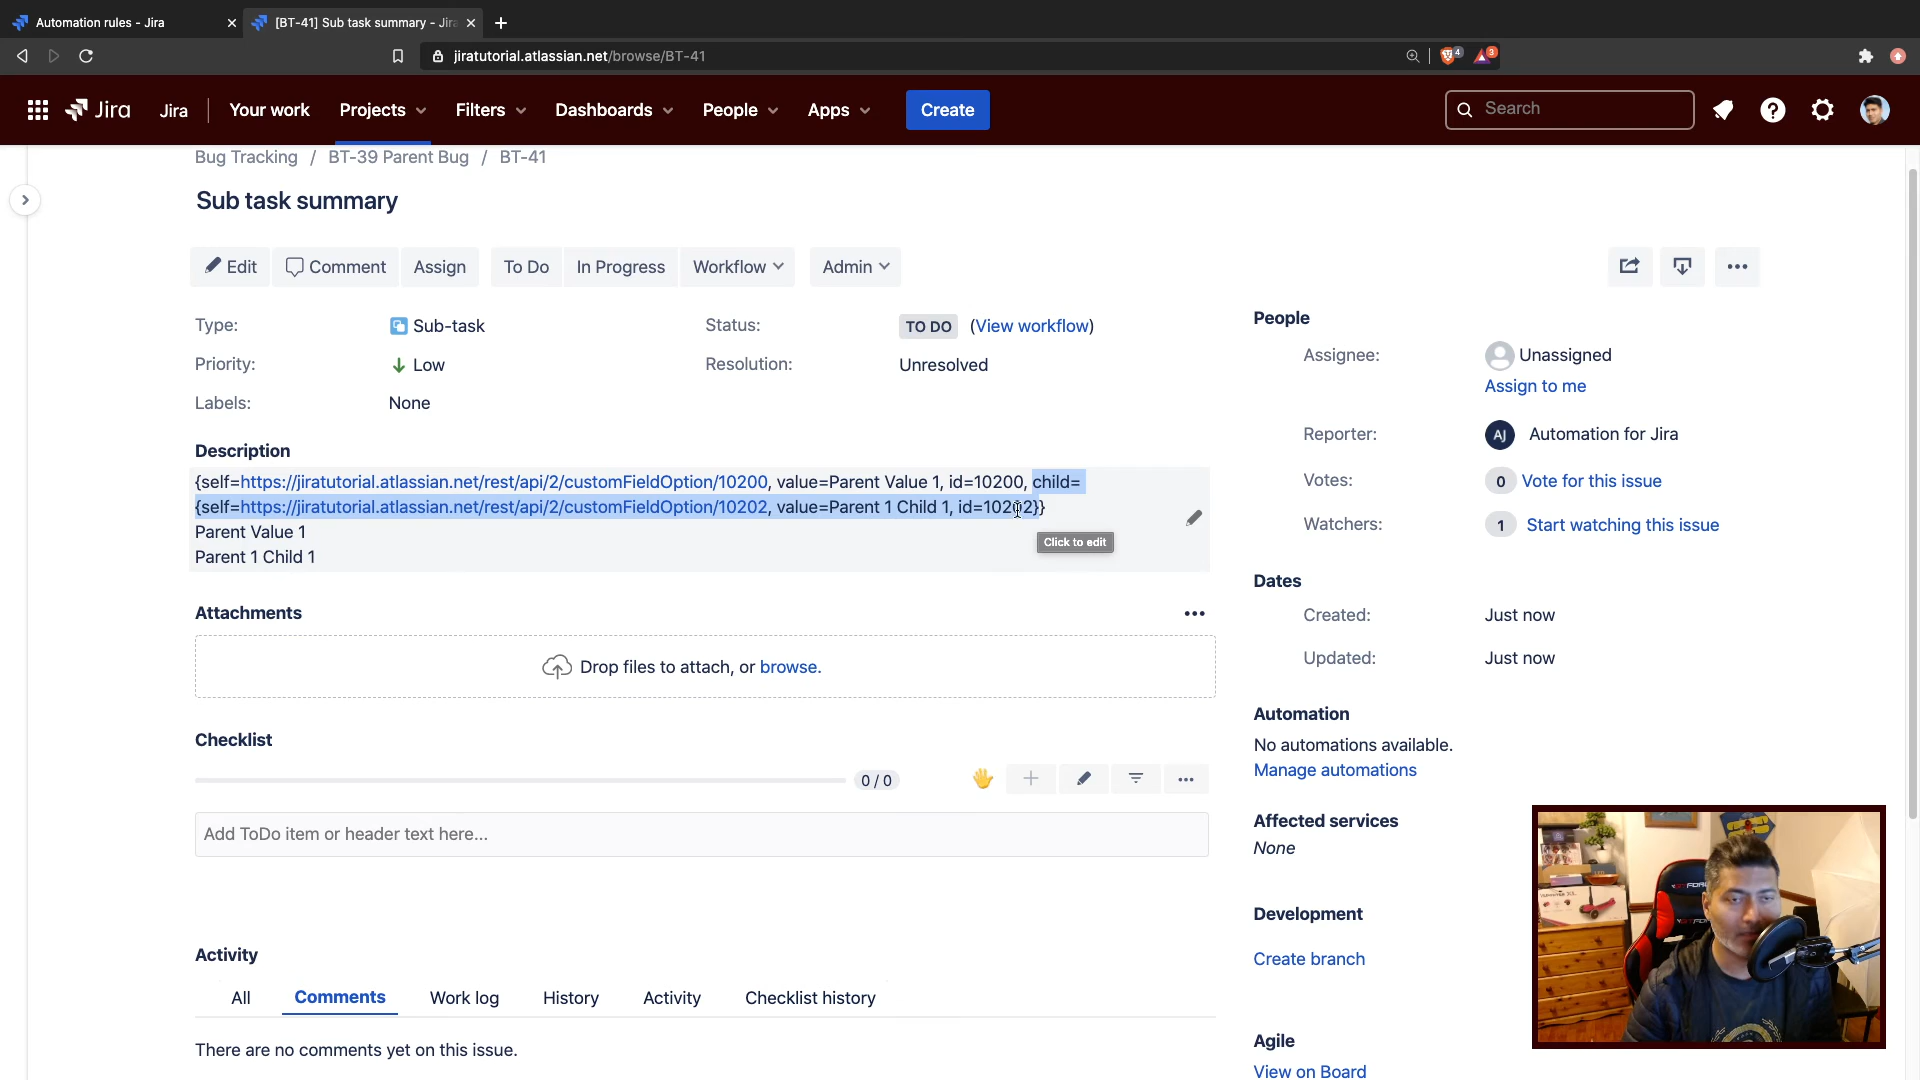 Automation rules - Jira
[BT-41] Sub task summary - Jira
jiratutorial.atlassian.net/browse/BT-41
4
3
Jira
Jira
Your work
Projects
Filters
Dashboards
People
Apps
Create
Search
Bug Tracking / BT-39 Parent Bug / BT-41
Sub task summary
Edit
Comment
Assign
To Do
In Progress
Workflow
Admin
Type:
Sub-task
Status:
TO DO (View workflow)
Priority:
Low
Resolution:
Unresolved
Labels:
None
Description
{self=https://jiratutorial.atlassian.net/rest/api/2/customFieldOption/10200, value=Parent Value 1, id=10200, child=
{self=https://jiratutorial.atlassian.net/rest/api/2/customFieldOption/10202, value=Parent 1 Child 1, id=10202}}
Parent Value 1
Parent 1 Child 1
Click to edit
Attachments
Drop files to attach, or browse.
Checklist
0 / 0
Add ToDo item or header text here...
Activity
All
Comments
Work log
History
Activity
Checklist history
There are no comments yet on this issue.
People
Assignee:
Unassigned
Assign to me
Reporter:
AJ
Automation for Jira
Votes:
0 Vote for this issue
Watchers:
1 Start watching this issue
Dates
Created:
Just now
Updated:
Just now
Automation
No automations available.
Manage automations
Affected services
None
Development
Create branch
Agile
View on Board